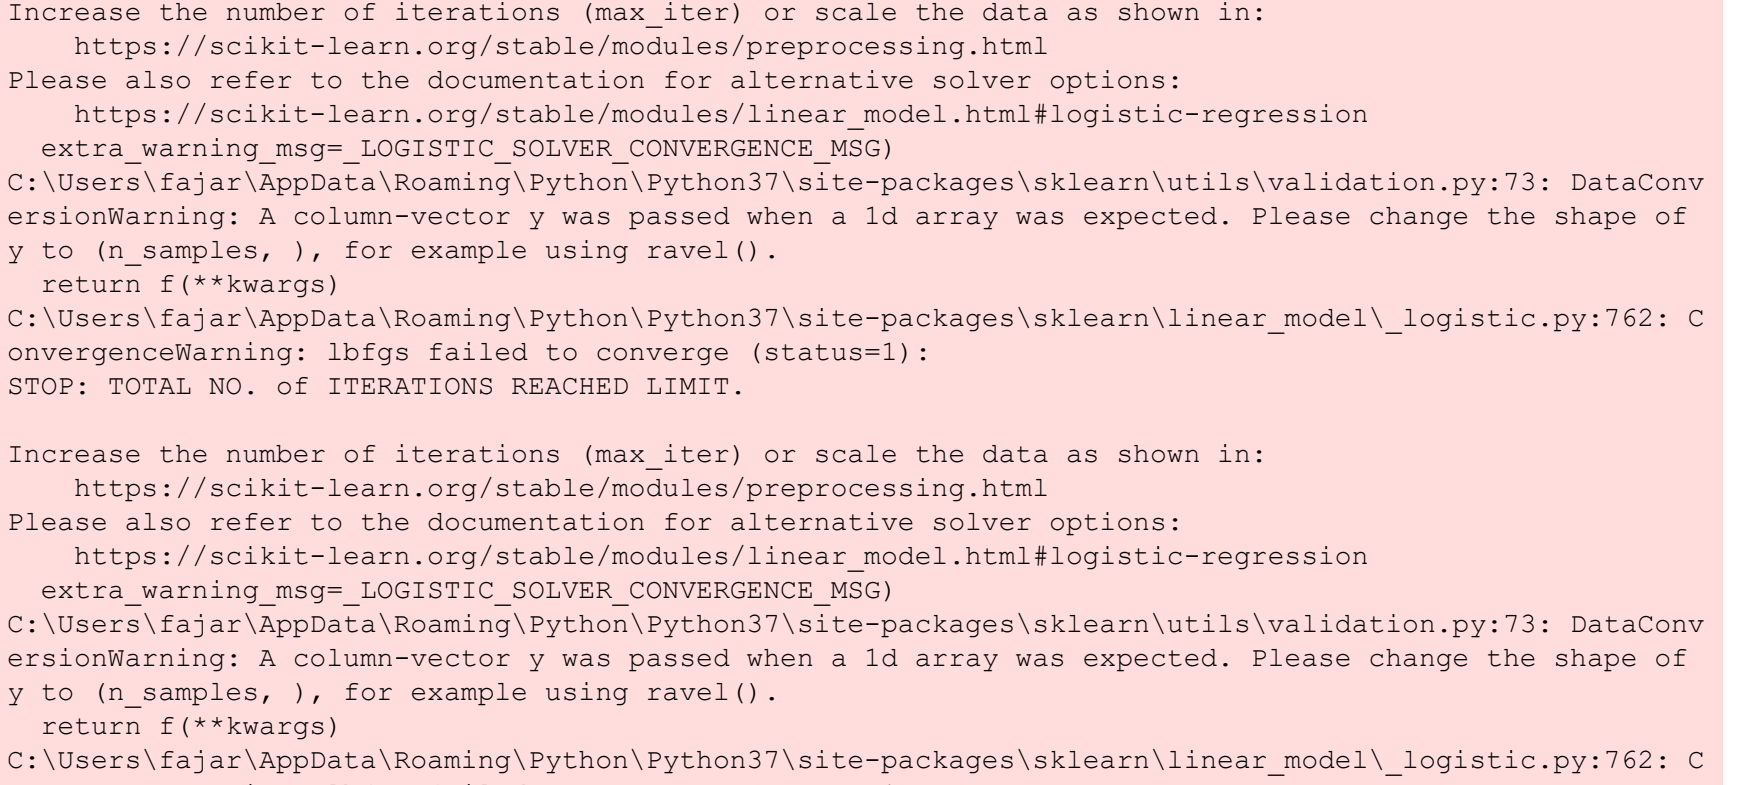 Increase the number of iterations (max_iter) or scale the data as shown in:
    https://scikit-learn.org/stable/modules/preprocessing.html
Please also refer to the documentation for alternative solver options:
    https://scikit-learn.org/stable/modules/linear_model.html#logistic-regression
  extra_warning_msg=_LOGISTIC_SOLVER_CONVERGENCE_MSG)
C:\Users\fajar\AppData\Roaming\Python\Python37\site-packages\sklearn\utils\validation.py:73: DataConv
ersionWarning: A column-vector y was passed when a 1d array was expected. Please change the shape of
y to (n_samples, ), for example using ravel().
  return f(**kwargs)
C:\Users\fajar\AppData\Roaming\Python\Python37\site-packages\sklearn\linear_model\_logistic.py:762: C
onvergenceWarning: lbfgs failed to converge (status=1):
STOP: TOTAL NO. of ITERATIONS REACHED LIMIT.

Increase the number of iterations (max_iter) or scale the data as shown in:
    https://scikit-learn.org/stable/modules/preprocessing.html
Please also refer to the documentation for alternative solver options:
    https://scikit-learn.org/stable/modules/linear_model.html#logistic-regression
  extra_warning_msg=_LOGISTIC_SOLVER_CONVERGENCE_MSG)
C:\Users\fajar\AppData\Roaming\Python\Python37\site-packages\sklearn\utils\validation.py:73: DataConv
ersionWarning: A column-vector y was passed when a 1d array was expected. Please change the shape of
y to (n_samples, ), for example using ravel().
  return f(**kwargs)
C:\Users\fajar\AppData\Roaming\Python\Python37\site-packages\sklearn\linear_model\_logistic.py:762: C